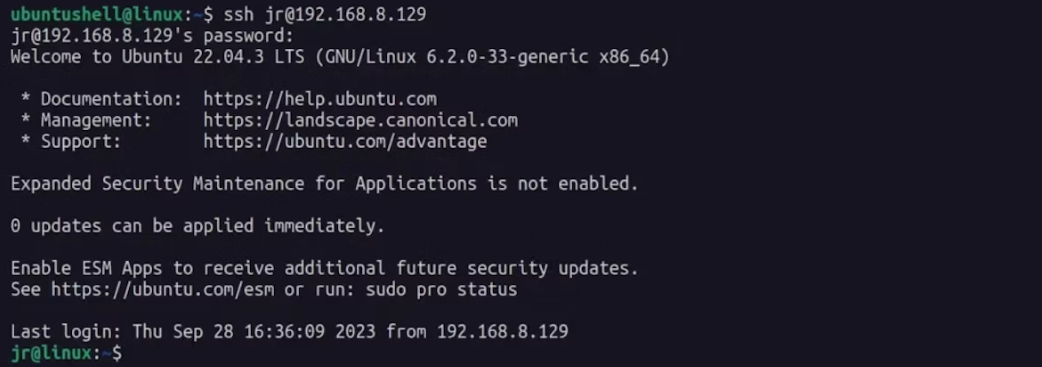 ubuntushell@linux:~$ ssh jr@192.168.8.129
jr@192.168.8.129's password:
Welcome to Ubuntu 22.04.3 LTS (GNU/Linux 6.2.0-33-generic x86_64)
* Documentation:  https://help.ubuntu.com
* Management:     https://landscape.canonical.com
* Support:        https://ubuntu.com/advantage
Expanded Security Maintenance for Applications is not enabled.
0 updates can be applied immediately.
Enable ESM Apps to receive additional future security updates.
See https://ubuntu.com/esm or run: sudo pro status
Last login: Thu Sep 28 16:36:09 2023 from 192.168.8.129
jr@linux:~$